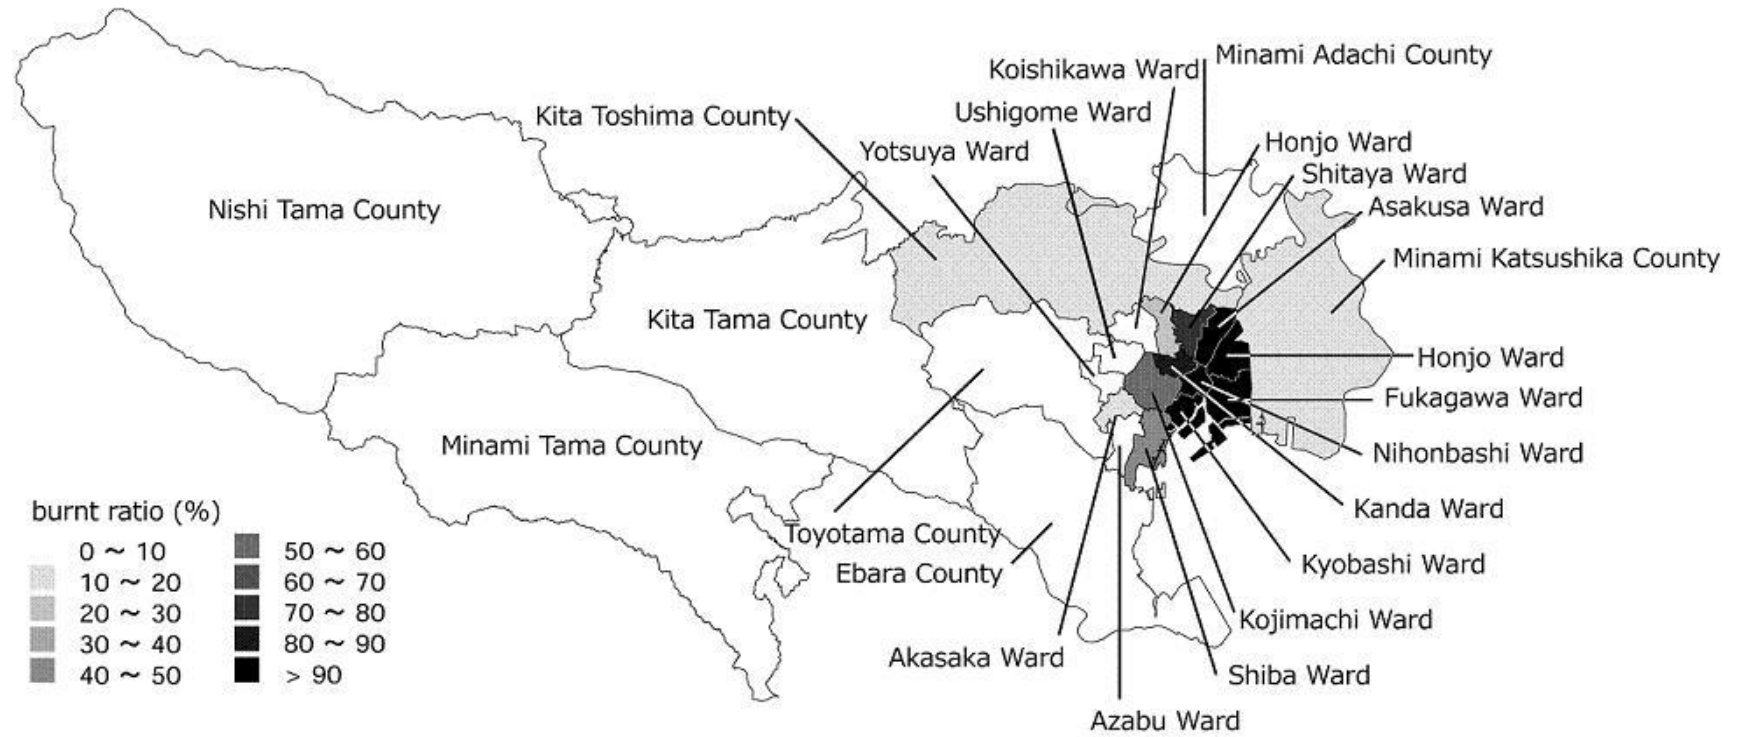 Minami Adachi County
Koishikawa Ward
Kita Toshima County
Ushigome Ward
Yotsuya Ward
Honjo Ward
Shitaya Ward
Asakusa Ward
Nishi Tama County
Minami Katsushika County
Kita Tama County
Honjo Ward
Fukagawa Ward
Minami Tama County
Nihonbashi Ward
Kanda Ward
Toyotama County
Ebara County
Kyobashi Ward
Kojimachi Ward
Akasaka Ward
Shiba Ward
Azabu Ward
burnt ratio (%)
0 ~ 10
10 ~ 20
20 ~ 30
30 ~ 40
40 ~ 50
50 ~ 60
60 ~ 70
70 ~ 80
80 ~ 90
> 90